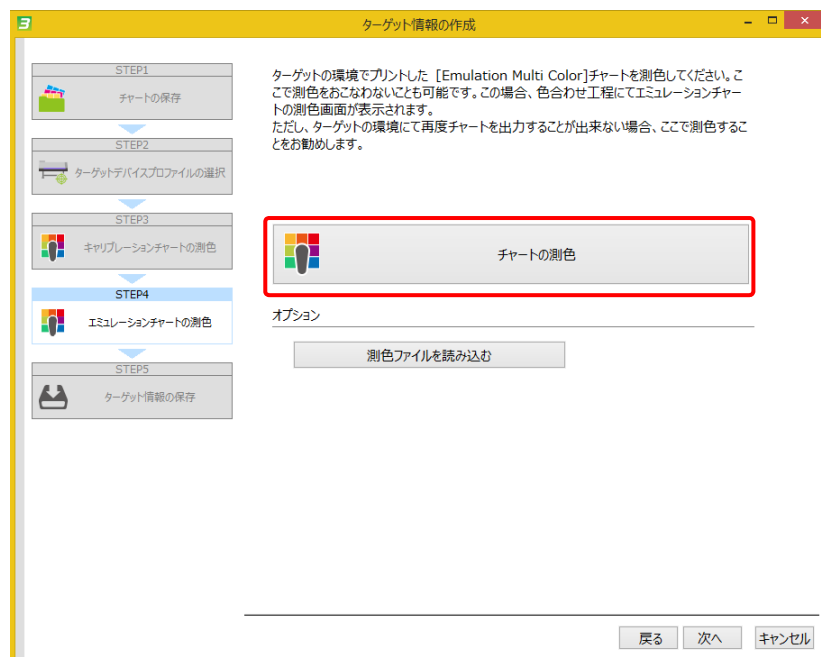 ターゲット情報の作成
STEP1
チャートの保存
STEP2
ターゲットデバイスプロファイルの選択
STEP3
キャリブレーションチャートの測色
STEP4
エミュレーションチャートの測色
STEP5
ターゲット情報の保存
ターゲットの環境でプリントした [Emulation Multi Color]チャートを測色してください。こ
こで測色をおこなわないことも可能です。この場合、色合わせ工程にてエミュレーションチャー
トの測色画面が表示されます。
ただし、ターゲットの環境にて再度チャートを出力することが出来ない場合、ここで測色するこ
とをお勧めします。
チャートの測色
オプション
測色ファイルを読み込む
戻る 次へ キャンセル